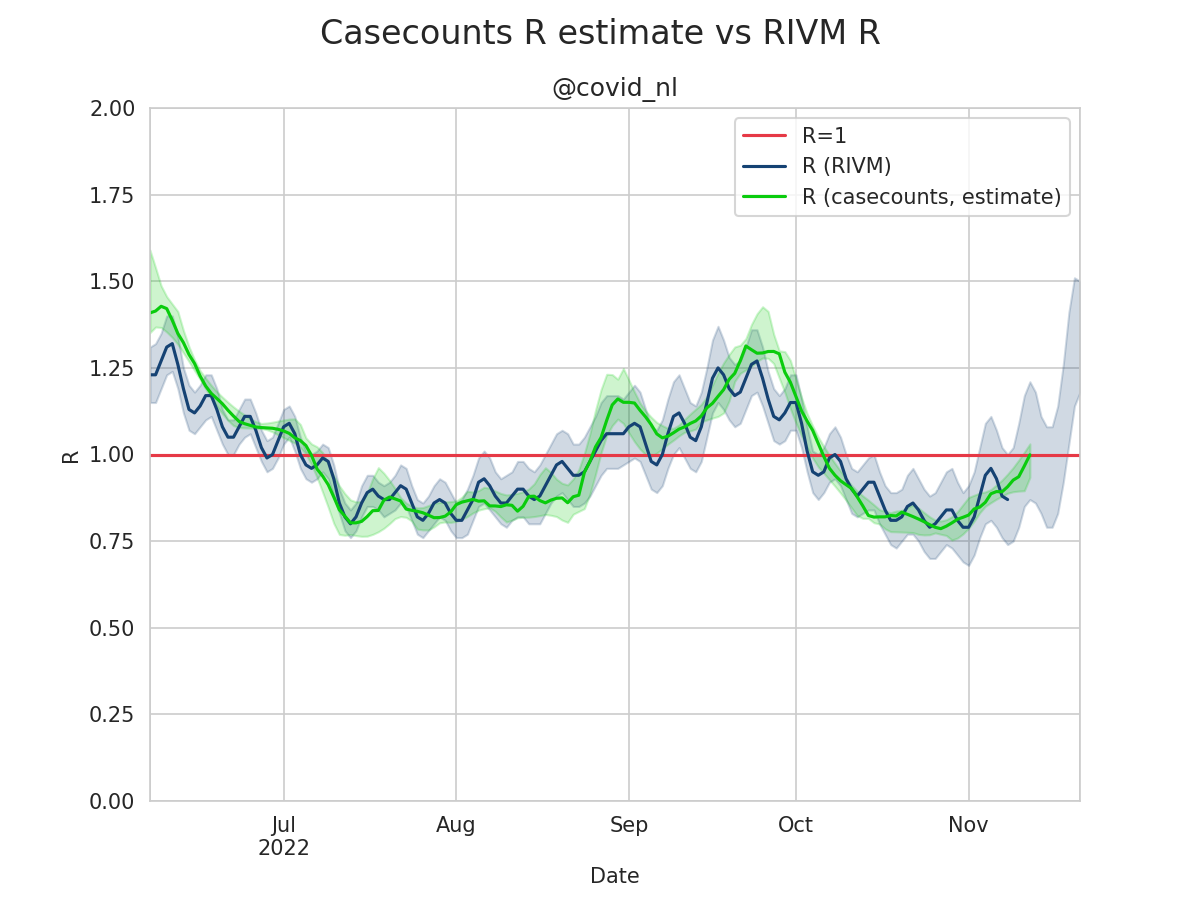 Casecounts R estimate vs RIVM R
@covid_nl
2.00
1.75
1.50
1.25
1.00
0.75
0.50
0.25
0.00
R
R=1
R (RIVM)
R (casecounts, estimate)
Jul
2022
Aug
Sep
Oct
Nov
Date